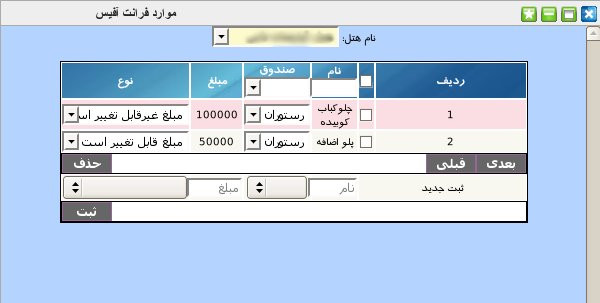 موارد فرانت آفیس
نام هتل:
ردیف نام صندوق مبلغ نوع
1 چلوکباب کوبیده رستوران 100000 مبلغ غیرقابل تغییر اس
2 پلو اضافه رستوران 50000 مبلغ قابل تغییر است
بعدی قبلی حذف
ثبت جدید نام مبلغ
ثبت